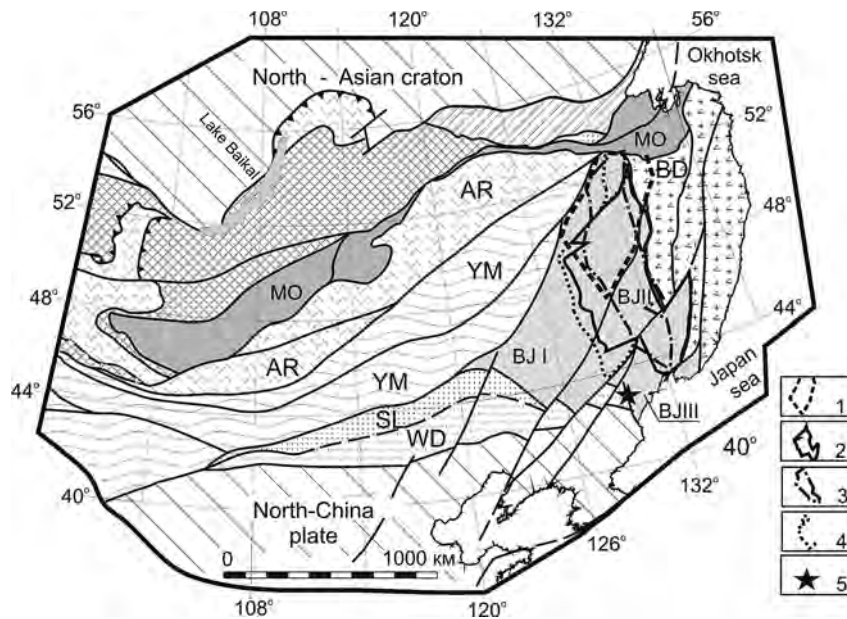 108°
120°
132°
56°
Okhotsk
sea
North - Asian craton
56°
52°
Lake Baikal
MO
BD
AR
52°
48°
YM
MO
48°
BJII
44°
AR
BJ I
YM
Japan
sea
44°
SL
BJIII
1
WD
40°
2
40°
132°
3
North-China
plate
126°
4
0 1000 км
5
108°
120°